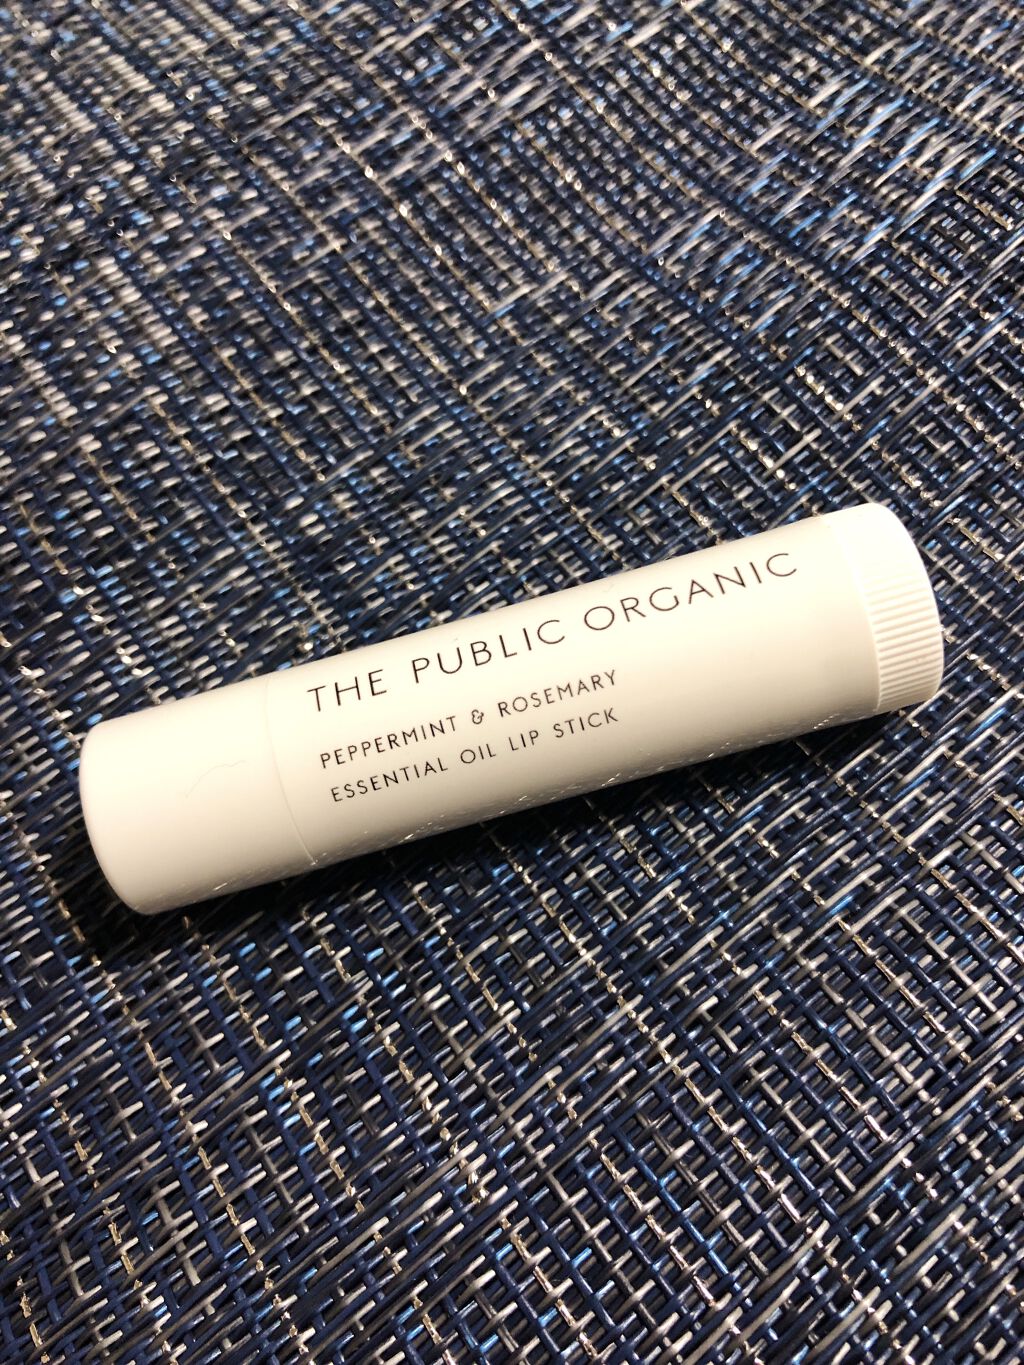 THE PUBLIC ORGANIC
PEPPERMINT & ROSEMARY
ESSENTIAL OIL LIP STICK